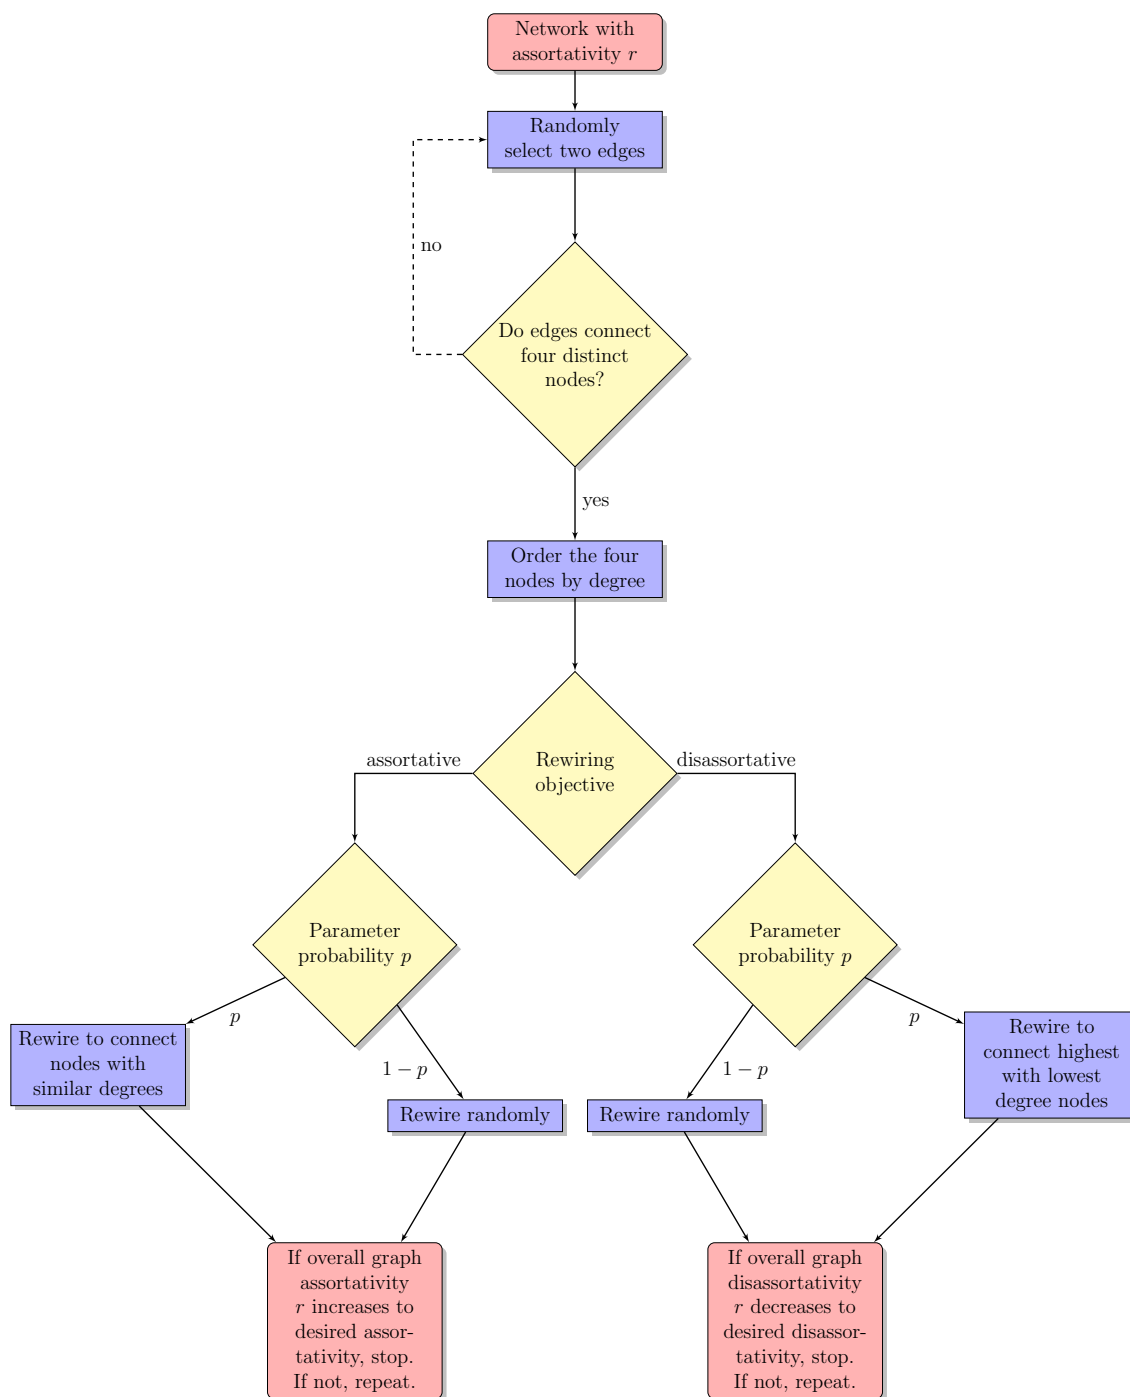 Network with
assortativity r
Randomly
select two edges
no
Do edges connect
four distinct
nodes?
yes
Order the four
nodes by degree
assortative
Rewiring
objective
disassortative
Parameter
probability p
Parameter
probability p
p
1 − p
1 − p
p
Rewire to connect
nodes with
similar degrees
Rewire randomly
Rewire randomly
Rewire to
connect highest
with lowest
degree nodes
If overall graph
assortativity
r increases to
desired assor-
tativity, stop.
If not, repeat.
If overall graph
disassortativity
r decreases to
desired disassor-
tativity, stop.
If not, repeat.